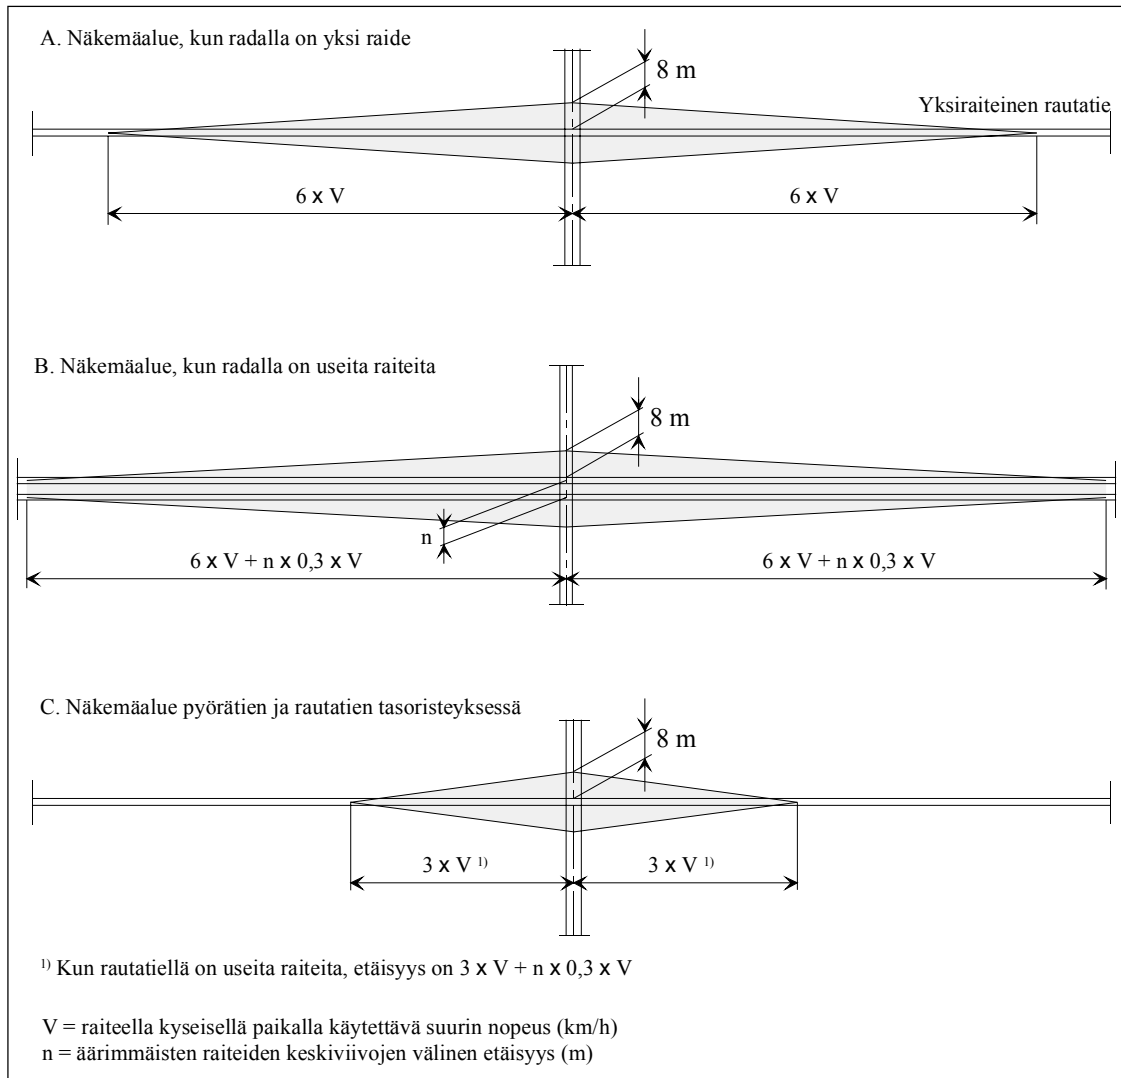 A. Näkemäalue, kun radalla on yksi raide
8 m
Yksiraiteinen rautatie
6 x V
6 x V
B. Näkemäalue, kun radalla on useita raiteita
8 m
n
6 x V + n x 0,3 x V
6 x V + n x 0,3 x V
C. Näkemäalue pyörätien ja rautatien tasoristeyksessä
8 m
3 x V ¹⁾
3 x V ¹⁾
¹⁾ Kun rautatiellä on useita raiteita, etäisyys on 3 x V + n x 0,3 x V
V = raiteella kyseisellä paikalla käytettävä suurin nopeus (km/h)
n = äärimmäisten raiteiden keskiviivojen välinen etäisyys (m)